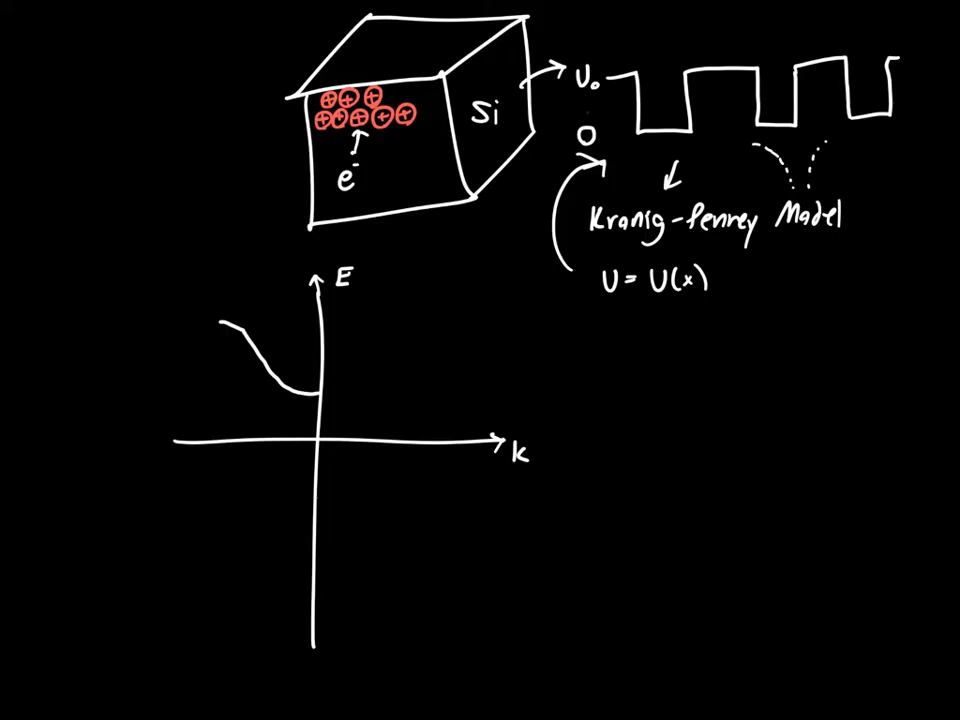 Si
e⁻
U₀
0
Kranig-Penney Model
U = U(x)
E
k